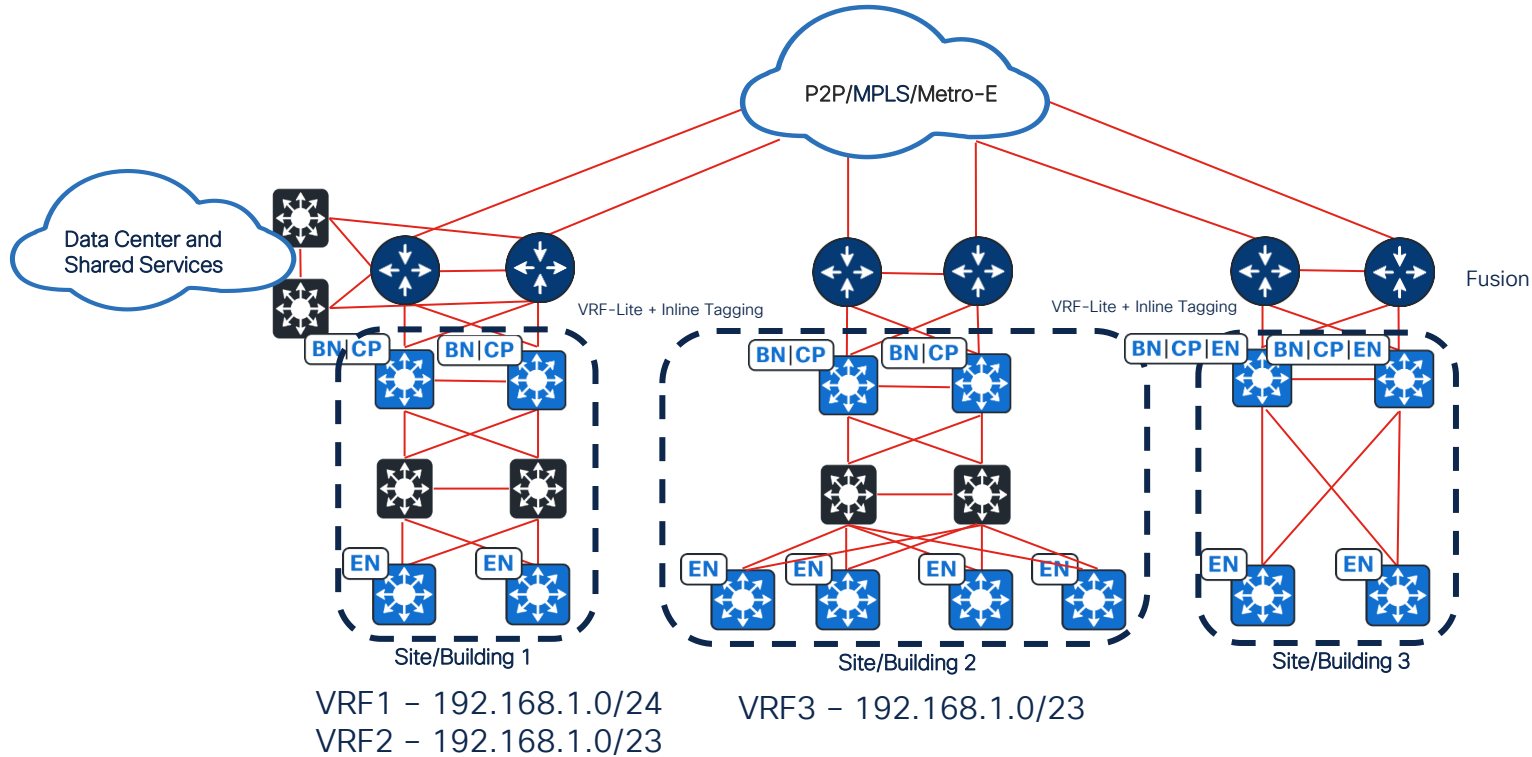 P2P/MPLS/Metro-E
Data Center and
Shared Services
Fusion
VRF-Lite + Inline Tagging
VRF-Lite + Inline Tagging
BN|CP
BN|CP
BN|CP
BN|CP
BN|CP|EN
BN|CP|EN
EN
EN
EN
EN
EN
EN
EN
EN
Site/Building 1
Site/Building 2
Site/Building 3
VRF1 – 192.168.1.0/24
VRF2 – 192.168.1.0/23
VRF3 – 192.168.1.0/23